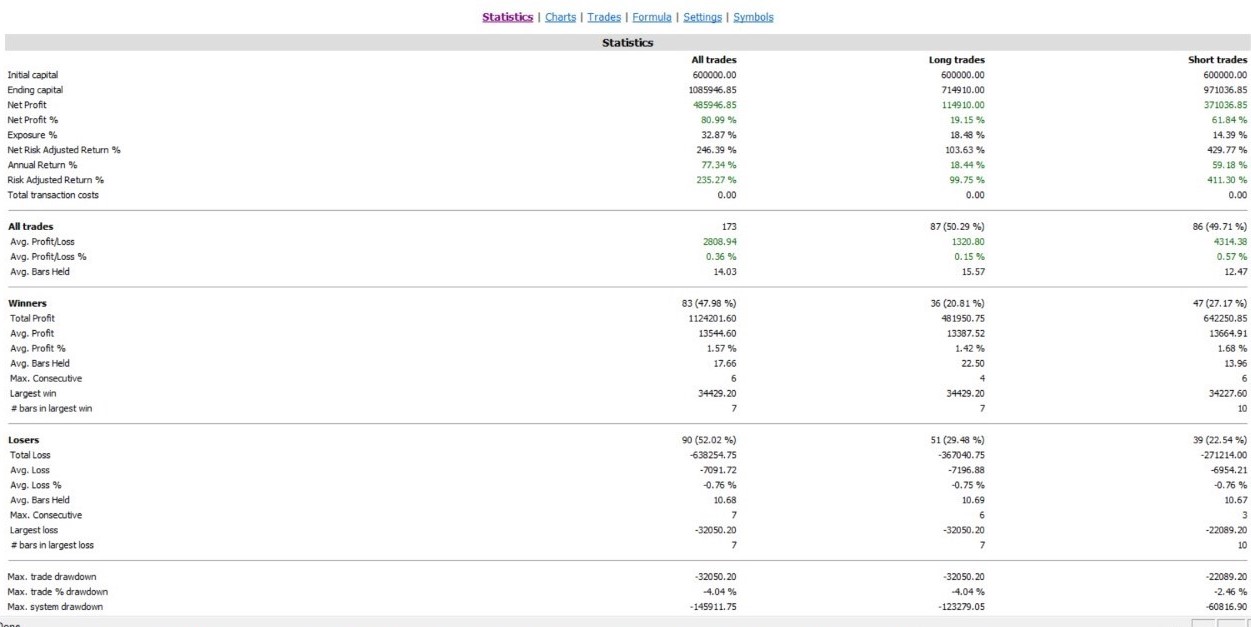 Statistics | Charts | Trades | Formula | Settings | Symbols
Statistics
All trades Long trades Short trades
Initial capital 600000.00 600000.00 600000.00
Ending capital 1085946.85 714910.00 971036.85
Net Profit 485946.85 114910.00 371036.85
Net Profit % 80.99 % 19.15 % 61.84 %
Exposure % 32.87 % 18.48 % 14.39 %
Net Risk Adjusted Return % 246.39 % 103.63 % 429.77 %
Annual Return % 77.34 % 18.44 % 59.18 %
Risk Adjusted Return % 235.27 % 99.75 % 411.30 %
Total transaction costs 0.00 0.00 0.00
All trades 173 87 (50.29 %) 86 (49.71 %)
Avg. Profit/Loss 2808.94 1320.80 4314.38
Avg. Profit/Loss % 0.36 % 0.15 % 0.57 %
Avg. Bars Held 14.03 15.57 12.47
Winners 83 (47.98 %) 36 (20.81 %) 47 (27.17 %)
Total Profit 1124201.60 481950.75 642250.85
Avg. Profit 13544.60 13387.52 13664.91
Avg. Profit % 1.57 % 1.42 % 1.68 %
Avg. Bars Held 17.66 22.50 13.96
Max. Consecutive 6 4 6
Largest win 34429.20 34429.20 34227.60
# bars in largest win 7 7 10
Losers 90 (52.02 %) 51 (29.48 %) 39 (22.54 %)
Total Loss -638254.75 -367040.75 -271214.00
Avg. Loss -7091.72 -7196.88 -6954.21
Avg. Loss % -0.76 % -0.75 % -0.76 %
Avg. Bars Held 10.68 10.69 10.67
Max. Consecutive 7 6 3
Largest loss -32050.20 -32050.20 -22089.20
# bars in largest loss 7 7 10
Max. trade drawdown -32050.20 -32050.20 -22089.20
Max. trade % drawdown -4.04 % -4.04 % -2.46 %
Max. system drawdown -145911.75 -123279.05 -60816.90